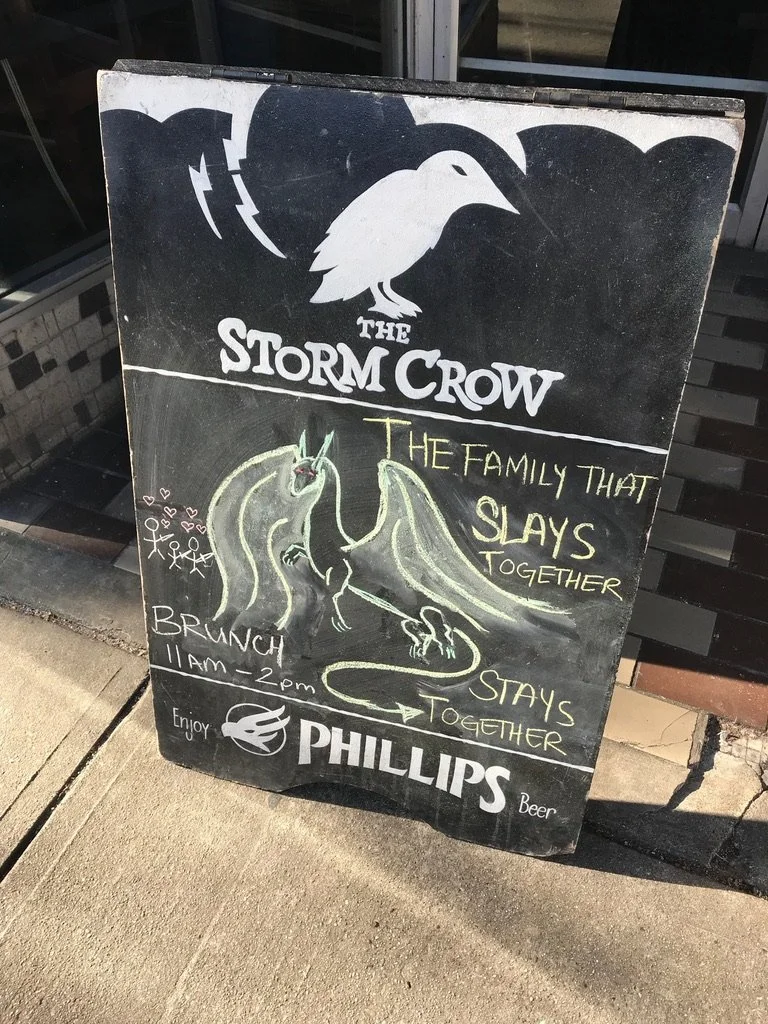 THE
STORM CROW
THE FAMILY THAT
SLAYS
TOGETHER
BRUNCH
11AM - 2pm
STAYS
TOGETHER
Enjoy PHILLIPS Beer